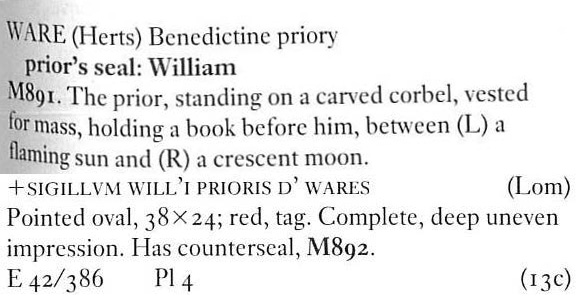 WARE (Herts) Benedictine priory
prior's seal: William
M891. The prior, standing on a carved corbel, vested
for mass, holding a book before him, between (L) a
flaming sun and (R) a crescent moon.
+SIGILLVM WILL'I PRIORIS D' WARES (Lom)
Pointed oval, 38×24; red, tag. Complete, deep uneven
impression. Has counterseal, M892.
E 42/386 Pl 4 (13c)